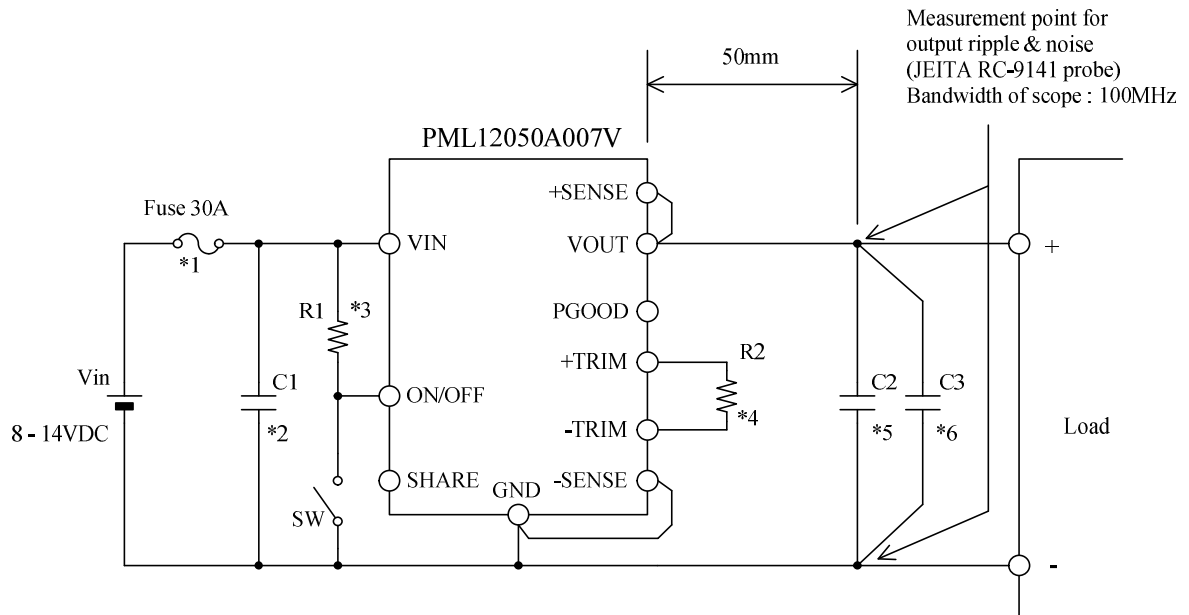 Measurement point for
output ripple & noise
(JEITA RC-9141 probe)
Bandwidth of scope : 100MHz
50mm
PML12050A007V
Fuse 30A
*1
VIN
+SENSE
VOUT
+
R1
*3
PGOOD
+TRIM
R2
*4
Vin
8 - 14VDC
C1
*2
ON/OFF
-TRIM
C2
*5
C3
*6
Load
SHARE
GND
-SENSE
SW
-